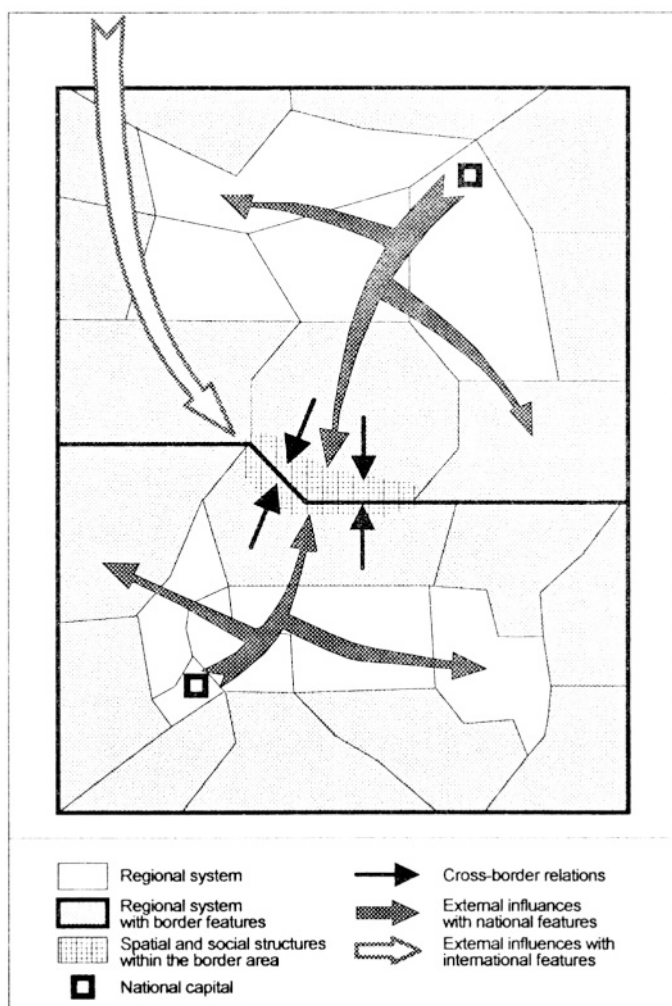 Regional system
Regional system
with border features
Spatial and social structures
within the border area
National capital
Cross-border relations
External influances
with national features
External influences with
international features